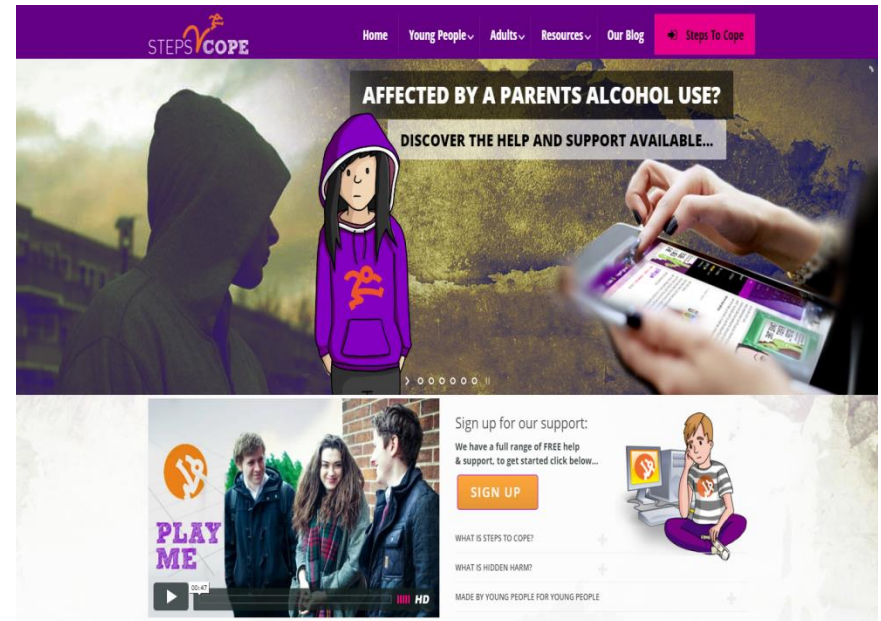 STEPS COPE
Home Young People Adults Resources Our Blog Steps To Cope
AFFECTED BY A PARENTS ALCOHOL USE?
DISCOVER THE HELP AND SUPPORT AVAILABLE...
PLAY
ME
00:47
HD
Sign up for our support:
We have a full range of FREE help
& support, to get started click below...
SIGN UP
WHAT IS STEPS TO COPE?
WHAT IS HIDDEN HARM?
MADE BY YOUNG PEOPLE FOR YOUNG PEOPLE